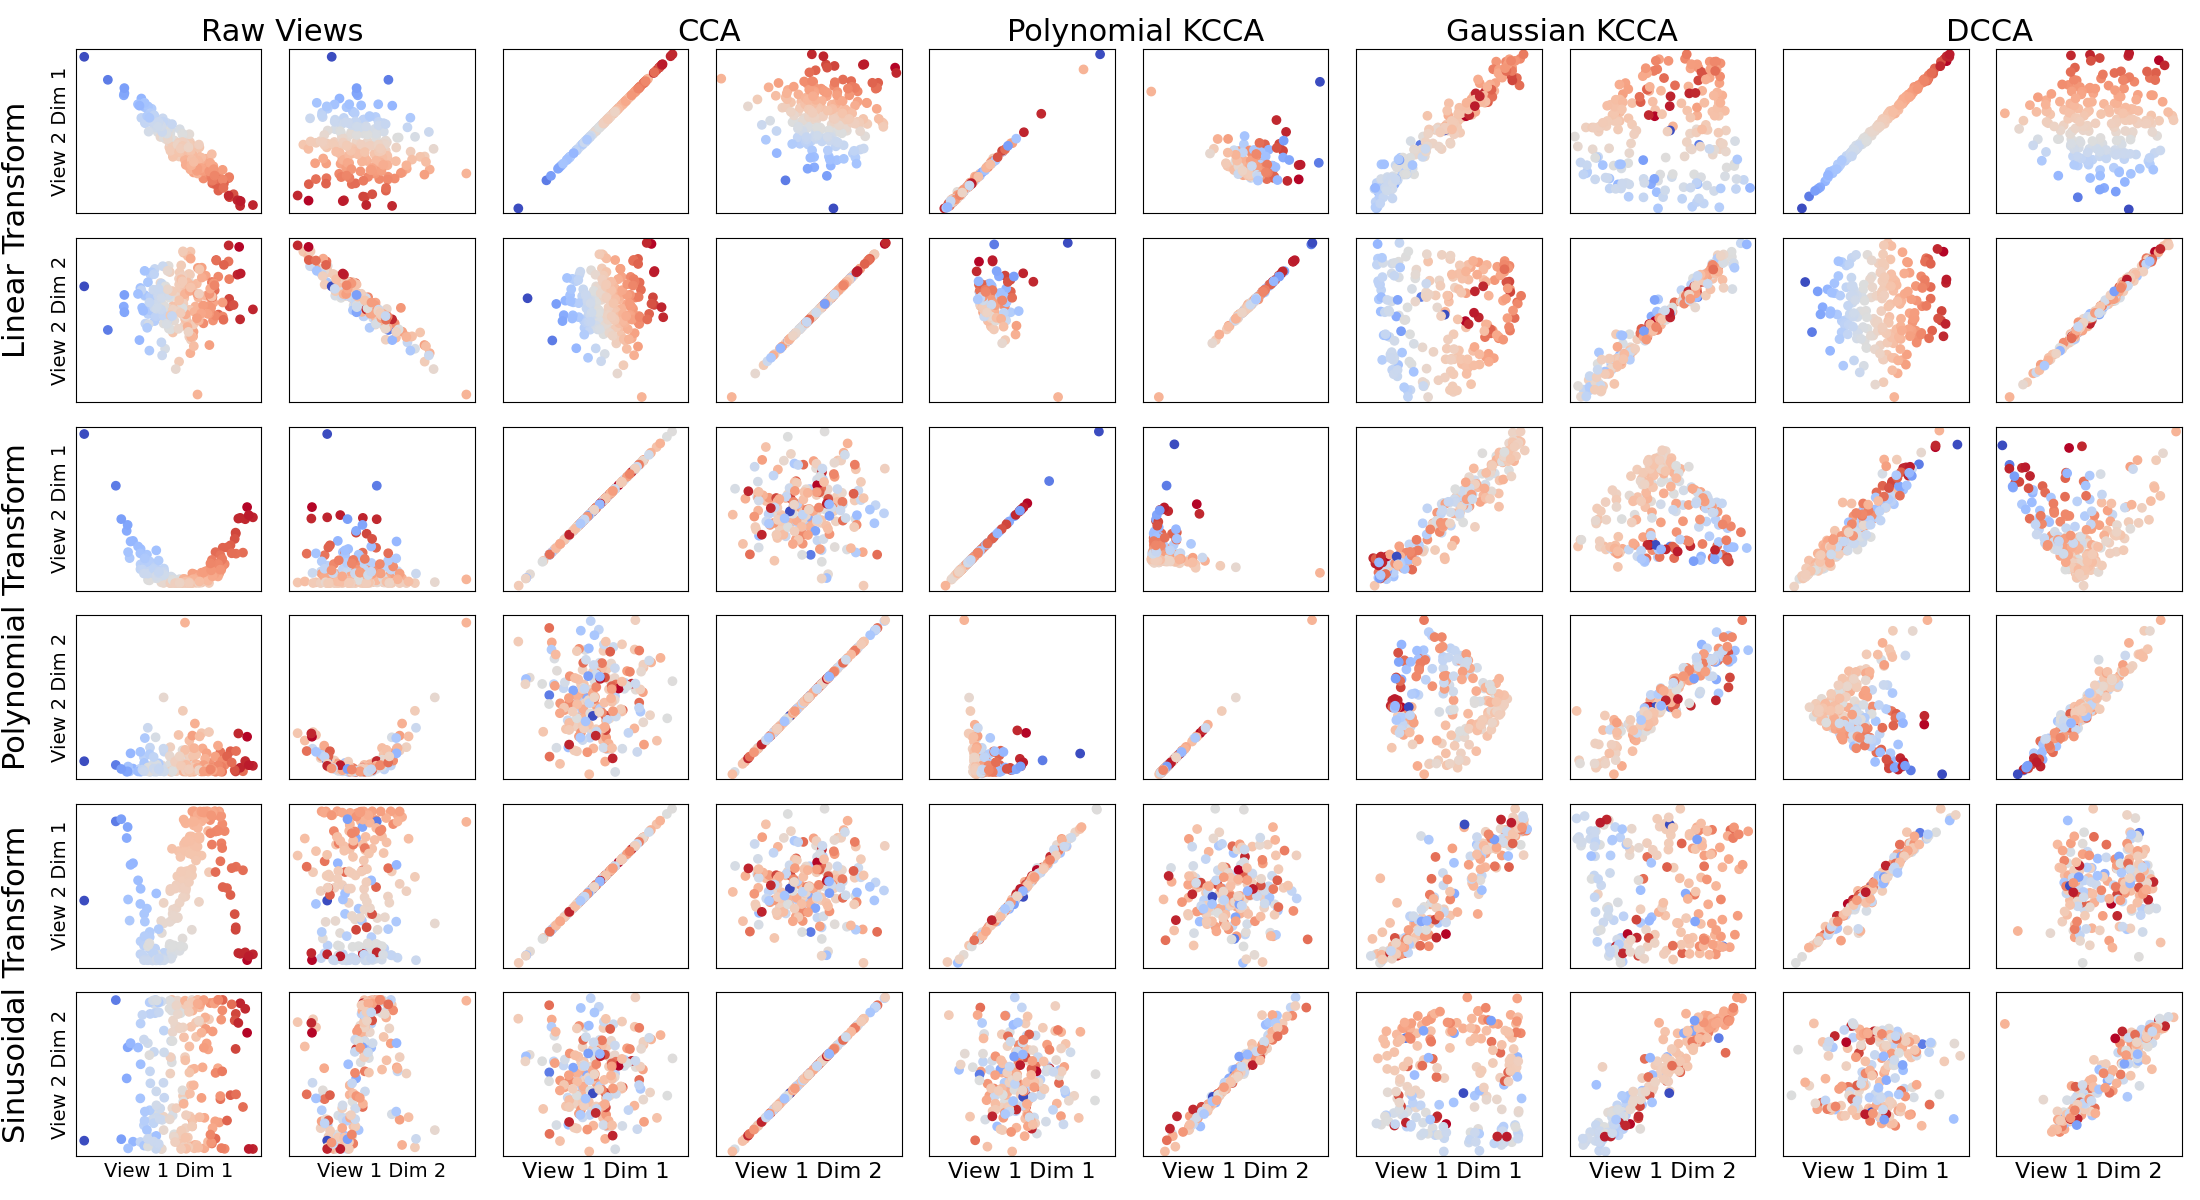 Raw Views
CCA
Polynomial KCCA
Gaussian KCCA
DCCA
Linear Transform
View 2 Dim 1
View 2 Dim 2
Polynomial Transform
View 2 Dim 1
View 2 Dim 2
Sinusoidal Transform
View 2 Dim 1
View 2 Dim 2
View 1 Dim 1
View 1 Dim 2
View 1 Dim 1
View 1 Dim 2
View 1 Dim 1
View 1 Dim 2
View 1 Dim 1
View 1 Dim 2
View 1 Dim 1
View 1 Dim 2